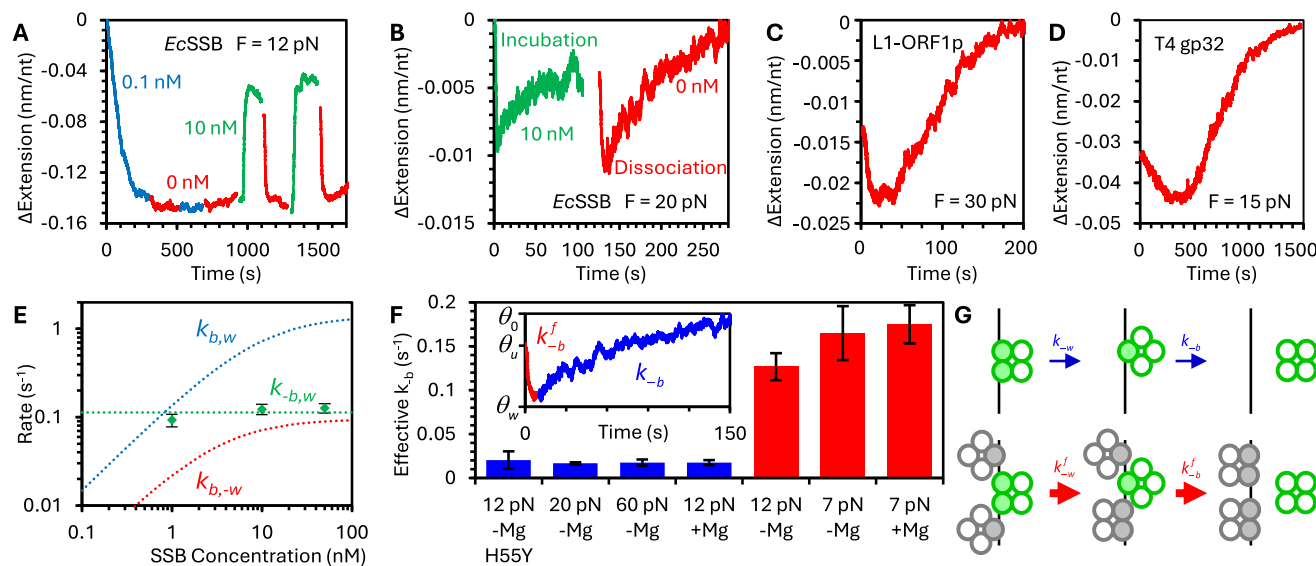 A
EcSSB F = 12 pN
0.1 nM
10 nM
0 nM
ΔExtension (nm/nt)
0
-0.04
-0.08
-0.12
-0.16
0 500 1000 1500
Time (s)
B
Incubation
10 nM
0 nM
Dissociation
EcSSB F = 20 pN
ΔExtension (nm/nt)
0
-0.005
-0.01
-0.015
0 50 100 150 200 250
Time (s)
C
L1-ORF1p
F = 30 pN
ΔExtension (nm/nt)
0
-0.005
-0.01
-0.015
-0.02
-0.025
0 50 100 150 200
Time (s)
D
T4 gp32
F = 15 pN
ΔExtension (nm/nt)
0
-0.01
-0.02
-0.03
-0.04
-0.05
0 500 1000 1500
Time (s)
E
k_b,w
k_-b,w
k_b,-w
Rate (s⁻¹)
1
0.1
0.01
0.1 1 10 100
SSB Concentration (nM)
F
Effective k_-b (s⁻¹)
0.2
0.15
0.1
0.05
0
θ_0
θ_u
θ_w
k_-b^f
k_-b
0 150
Time (s)
12 pN 20 pN 60 pN 12 pN 12 pN 7 pN 7 pN
-Mg -Mg -Mg +Mg -Mg -Mg +Mg
H55Y
G
k_-w k_-b
k_-w^f k_-b^f